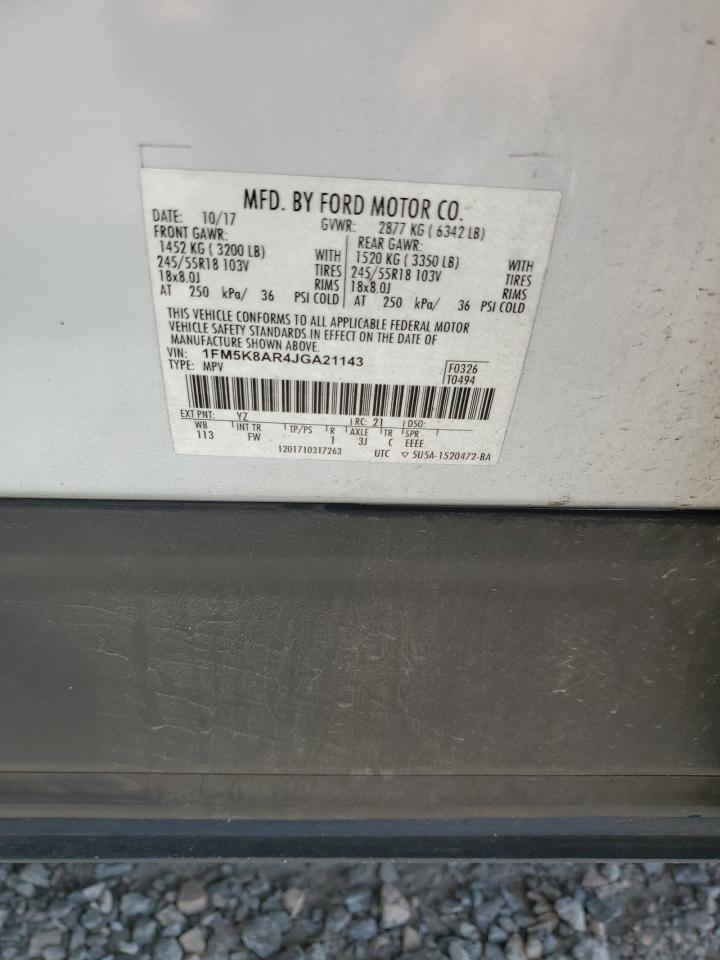 MFD. BY FORD MOTOR CO.
DATE: 10/17 GVWR: 2877 KG ( 6342 LB)
FRONT GAWR: REAR GAWR:
1452 KG ( 3200 LB) WITH 1520 KG ( 3350 LB) WITH
245/55R18 103V TIRES 245/55R18 103V TIRES
18x8.0J RIMS 18x8.0J RIMS
AT 250 kPa/ 36 PSI COLD AT 250 kPa/ 36 PSI COLD
THIS VEHICLE CONFORMS TO ALL APPLICABLE FEDERAL MOTOR
VEHICLE SAFETY STANDARDS IN EFFECT ON THE DATE OF
MANUFACTURE SHOWN ABOVE.
VIN: 1FM5K8AR4JGA21143 F0326
TYPE: MPV T0494
EXT PNT: YZ RC: 21 DSO:
WB INT TR TP/PS R AXLE TR SPR
113 FW 1 3J C EEEE
1201710317263 UTC ▽ 5U5A-1520472-BA